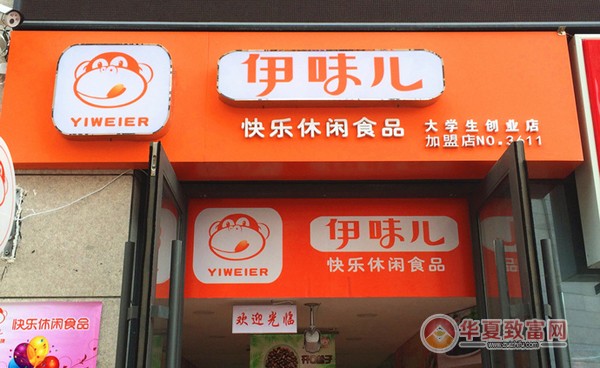 伊味儿
YIWEIER
快乐休闲食品
大学生创业店
加盟店NO.3611
伊味儿
YIWEIER
快乐休闲食品
欢迎光临
快乐休闲食品
华夏致富网